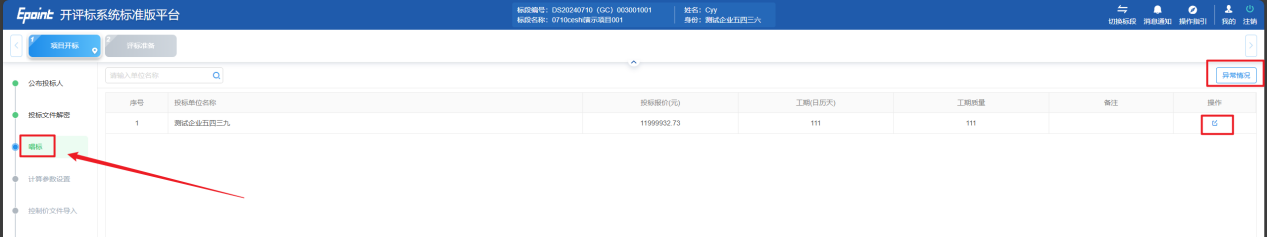 Epoint 开评标系统标准版平台
标段编号：DS20240710（GC）003001001
标段名称：0710cesh演示项目001
姓名：Cyy
身份：测试企业五四三六
切换标段 消息通知 操作指引 我的 注销
1 项目开标
2 评标准备
公布投标人
投标文件解密
唱标
计算参数设置
控制价文件导入
请输入单位名称
异常情况
序号 投标单位名称 投标报价(元) 工期(日历天) 工期质量 备注 操作
1 测试企业五四三九 11999932.73 111 111